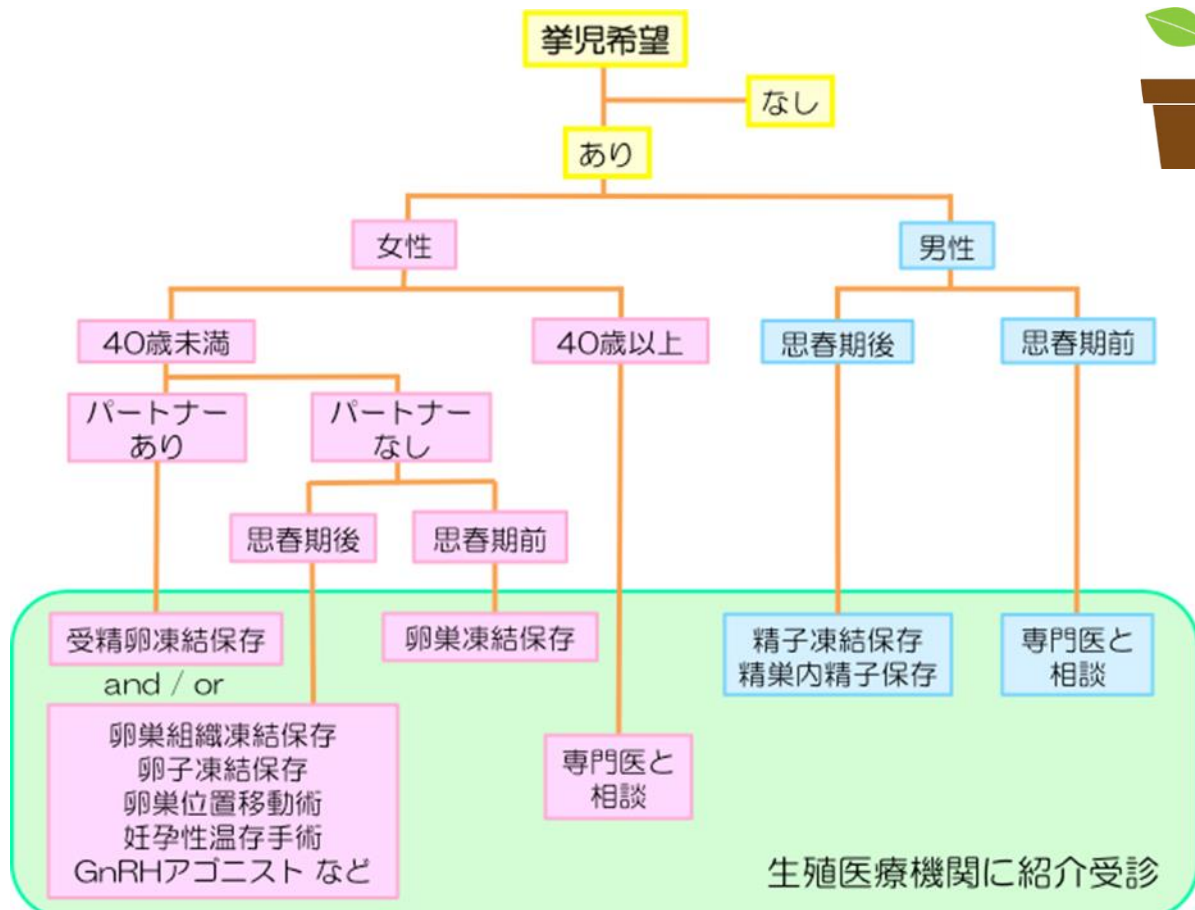 挙児希望
なし
あり
女性
男性
40歳未満
40歳以上
思春期後
思春期前
パートナー
あり
パートナー
なし
思春期後
思春期前
受精卵凍結保存
and / or
卵巣組織凍結保存
卵子凍結保存
卵巣位置移動術
妊孕性温存手術
GnRHアゴニスト など
卵巣凍結保存
専門医と
相談
精子凍結保存
精巣内精子保存
専門医と
相談
生殖医療機関に紹介受診